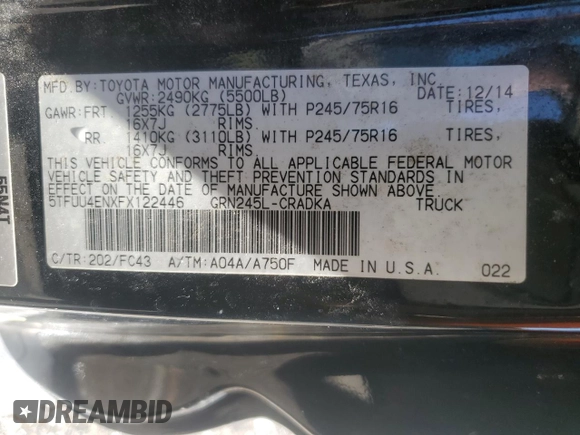 MFD.BY:TOYOTA MOTOR MANUFACTURING, TEXAS, INC.
GVWR:2490KG (5500LB) DATE:12/14
GAWR:FRT 1255KG (2775LB) WITH P245/75R16 TIRES,
16X7J RIMS
RR 1410KG (3110LB) WITH P245/75R16 TIRES,
16X7J RIMS
THIS VEHICLE CONFORMS TO ALL APPLICABLE FEDERAL MOTOR
VEHICLE SAFETY AND THEFT PREVENTION STANDARDS IN
EFFECT ON THE DATE OF MANUFACTURE SHOWN ABOVE.
5TFUU4ENXFX122446 GRN245L-CRADKA TRUCK
C/TR:202/FC43 A/TM:A04A/A750F MADE IN U.S.A. 022
55NAT
DREAMBID